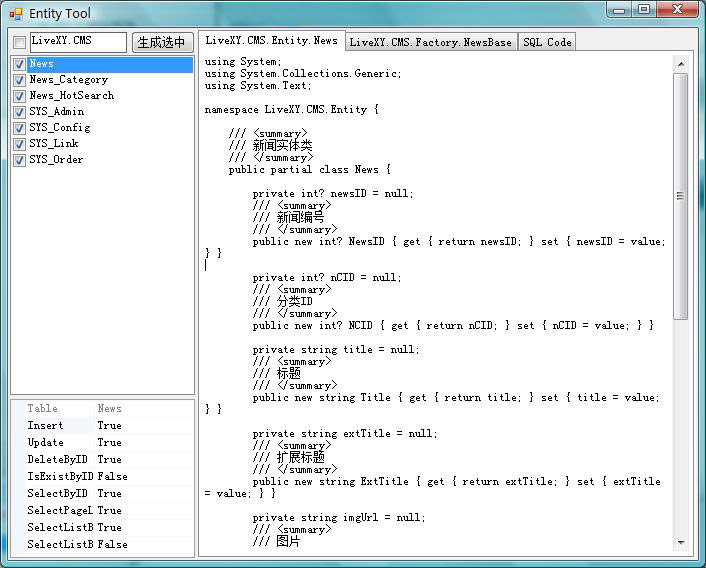 Entity Tool
LiveXY.CMS
生成选中
News
News_Category
News_HotSearch
SYS_Admin
SYS_Config
SYS_Link
SYS_Order
Table News
Insert True
Update True
DeleteByID True
IsExistByID False
SelectByID True
SelectPageL True
SelectListB True
SelectListB False
LiveXY.CMS.Entity.News
LiveXY.CMS.Factory.NewsBase
SQL Code
using System;
using System.Collections.Generic;
using System.Text;
namespace LiveXY.CMS.Entity {
/// <summary>
/// 新闻实体类
/// </summary>
public partial class News {
private int? newsID = null;
/// <summary>
/// 新闻编号
/// </summary>
public new int? NewsID { get { return newsID; } set { newsID = value;
} }
private int? nCID = null;
/// <summary>
/// 分类ID
/// </summary>
public new int? NCID { get { return nCID; } set { nCID = value; } }
private string title = null;
/// <summary>
/// 标题
/// </summary>
public new string Title { get { return title; } set { title = value;
} }
private string extTitle = null;
/// <summary>
/// 扩展标题
/// </summary>
public new string ExtTitle { get { return extTitle; } set { extTitle
= value; } }
private string imgUrl = null;
/// <summary>
/// 图片